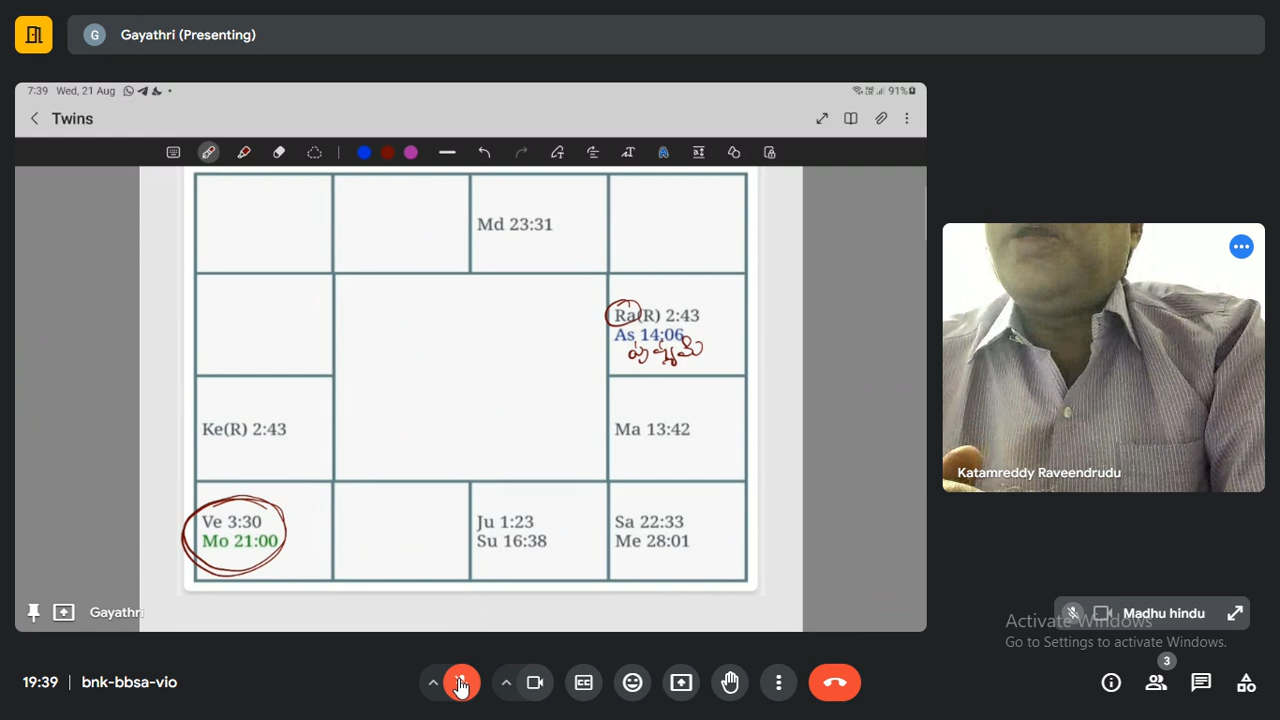 G Gayathri (Presenting)
7:39 Wed, 21 Aug 91%
Twins
Md 23:31
Ra(R) 2:43
As 14:06
పుష్యమి
Ke(R) 2:43
Ma 13:42
Ve 3:30
Mo 21:00
Ju 1:23
Su 16:38
Sa 22:33
Me 28:01
Gayathri
Katamreddy Raveendrudu
Madhu hindu
Activate Windows
Go to Settings to activate Windows.
19:39 | bnk-bbsa-vio
CC
3